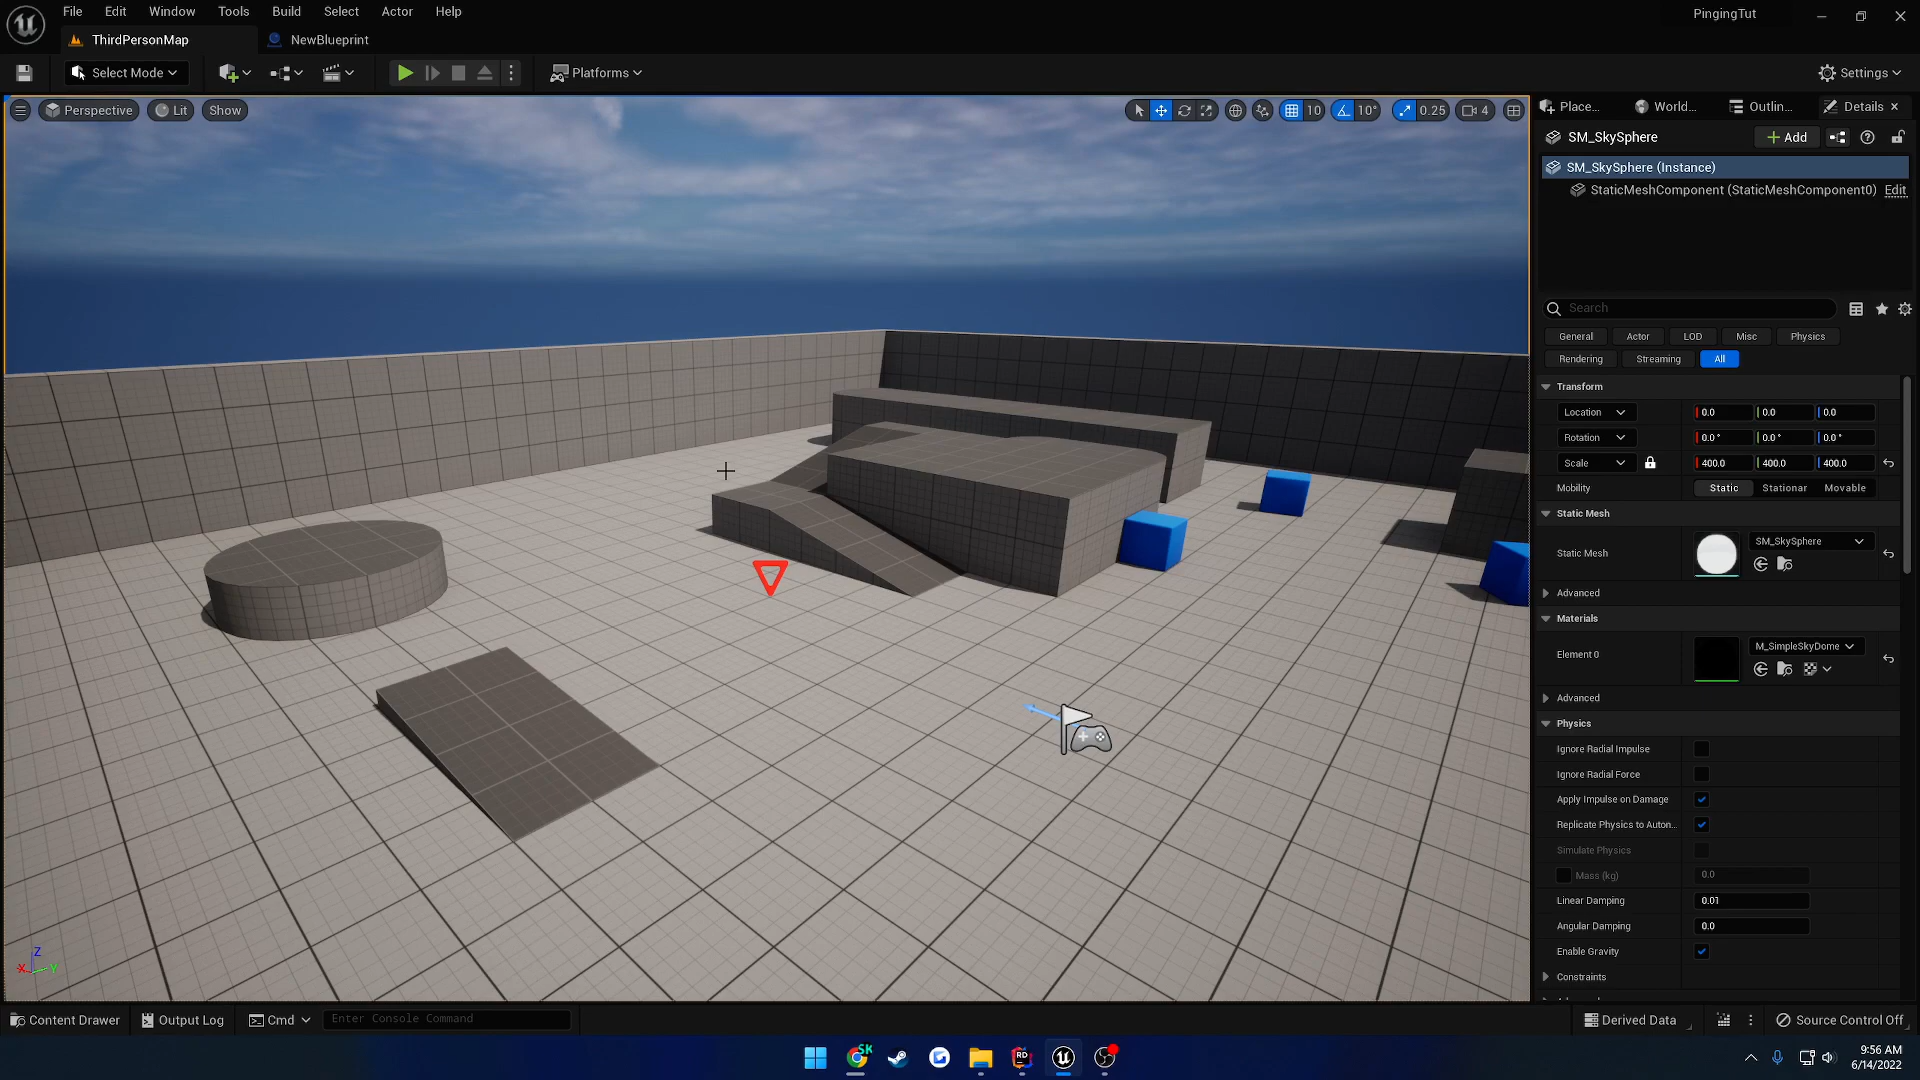 File Edit Window Tools Build Select Actor Help
PingingTut
ThirdPersonMap
NewBlueprint
Select Mode
Platforms
Settings
Perspective
Lit
Show
10
10°
0.25
4
Place...
World...
Outlin...
Details
SM_SkySphere
Add
SM_SkySphere (Instance)
StaticMeshComponent (StaticMeshComponent0) Edit
Search
General Actor LOD Misc Physics
Rendering Streaming All
Transform
Location 0.0 0.0 0.0
Rotation 0.0° 0.0° 0.0°
Scale 400.0 400.0 400.0
Mobility Static Stationar Movable
Static Mesh
Static Mesh SM_SkySphere
Advanced
Materials
Element 0 M_SimpleSkyDome
Advanced
Physics
Ignore Radial Impulse
Ignore Radial Force
Apply Impulse on Damage
Replicate Physics to Auton...
Simulate Physics
Mass (kg) 0.0
Linear Damping 0.01
Angular Damping 0.0
Enable Gravity
Constraints
Z
X Y
Content Drawer
Output Log
Cmd
Enter Console Command
Derived Data
Source Control Off
SK
RD
9:56 AM
6/14/2022